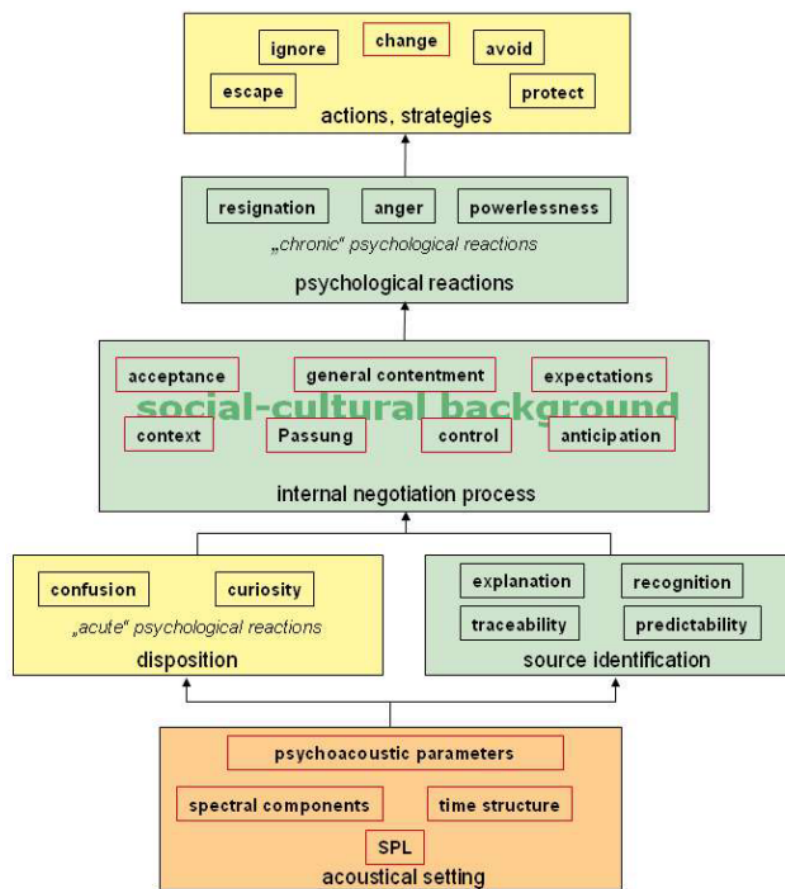 ignore change avoid
escape protect
actions, strategies
resignation anger powerlessness
„chronic“ psychological reactions
psychological reactions
acceptance general contentment expectations
social-cultural background
context Passung control anticipation
internal negotiation process
confusion curiosity
„acute“ psychological reactions
disposition
explanation recognition
traceability predictability
source identification
psychoacoustic parameters
spectral components time structure
SPL
acoustical setting